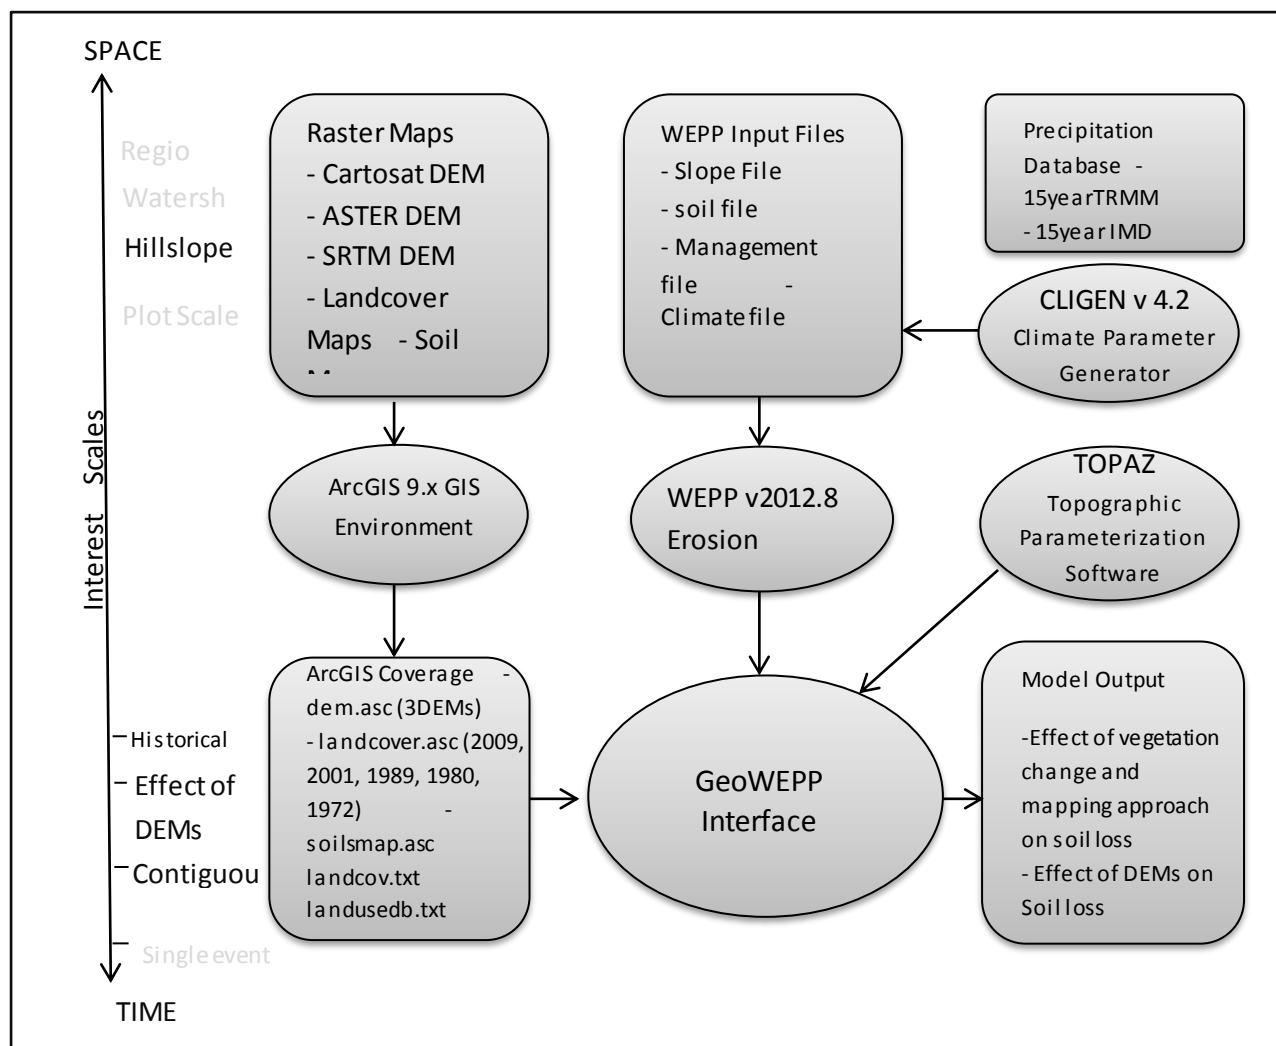 SPACE
Regio
Watersh
Hillslope
Plot Scale
Interest Scales
Historical
Effect of
DEMs
Contiguou
Single event
TIME
Raster Maps
- Cartosat DEM
- ASTER DEM
- SRTM DEM
- Landcover
Maps - Soil
WEPP Input Files
- Slope File
- soil file
- Management
file -
Climate file
Precipitation
Database -
15yearTRMM
- 15year IMD
CLIGEN v 4.2
Climate Parameter
Generator
ArcGIS 9.x GIS
Environment
WEPP v2012.8
Erosion
TOPAZ
Topographic
Parameterization
Software
ArcGIS Coverage -
dem.asc (3DEMs)
- landcover.asc (2009,
2001, 1989, 1980,
1972) -
soilsmap.asc
landcov.txt
landusedb.txt
GeoWEPP
Interface
Model Output
-Effect of vegetation
change and
mapping approach
on soil loss
- Effect of DEMs on
Soil loss